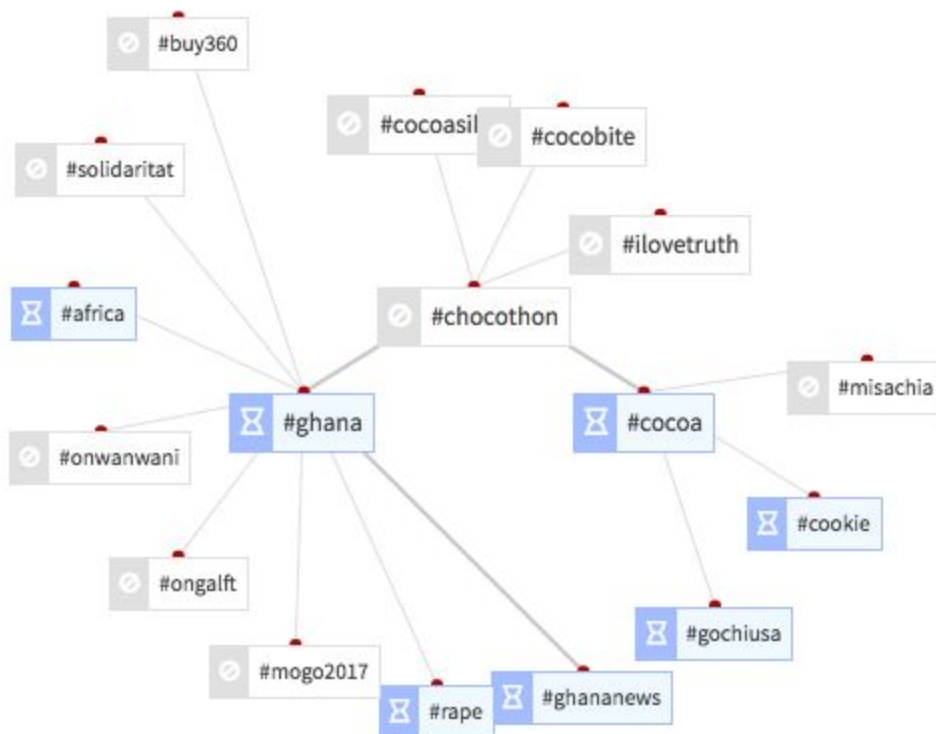 #buy360
#cocoasil
#cocobite
#solidaritat
#ilovetruth
#africa
#chocothon
#misachia
#ghana
#cocoa
#onwanwani
#cookie
#ongalft
#gochiusa
#mogo2017
#rape
#ghananews